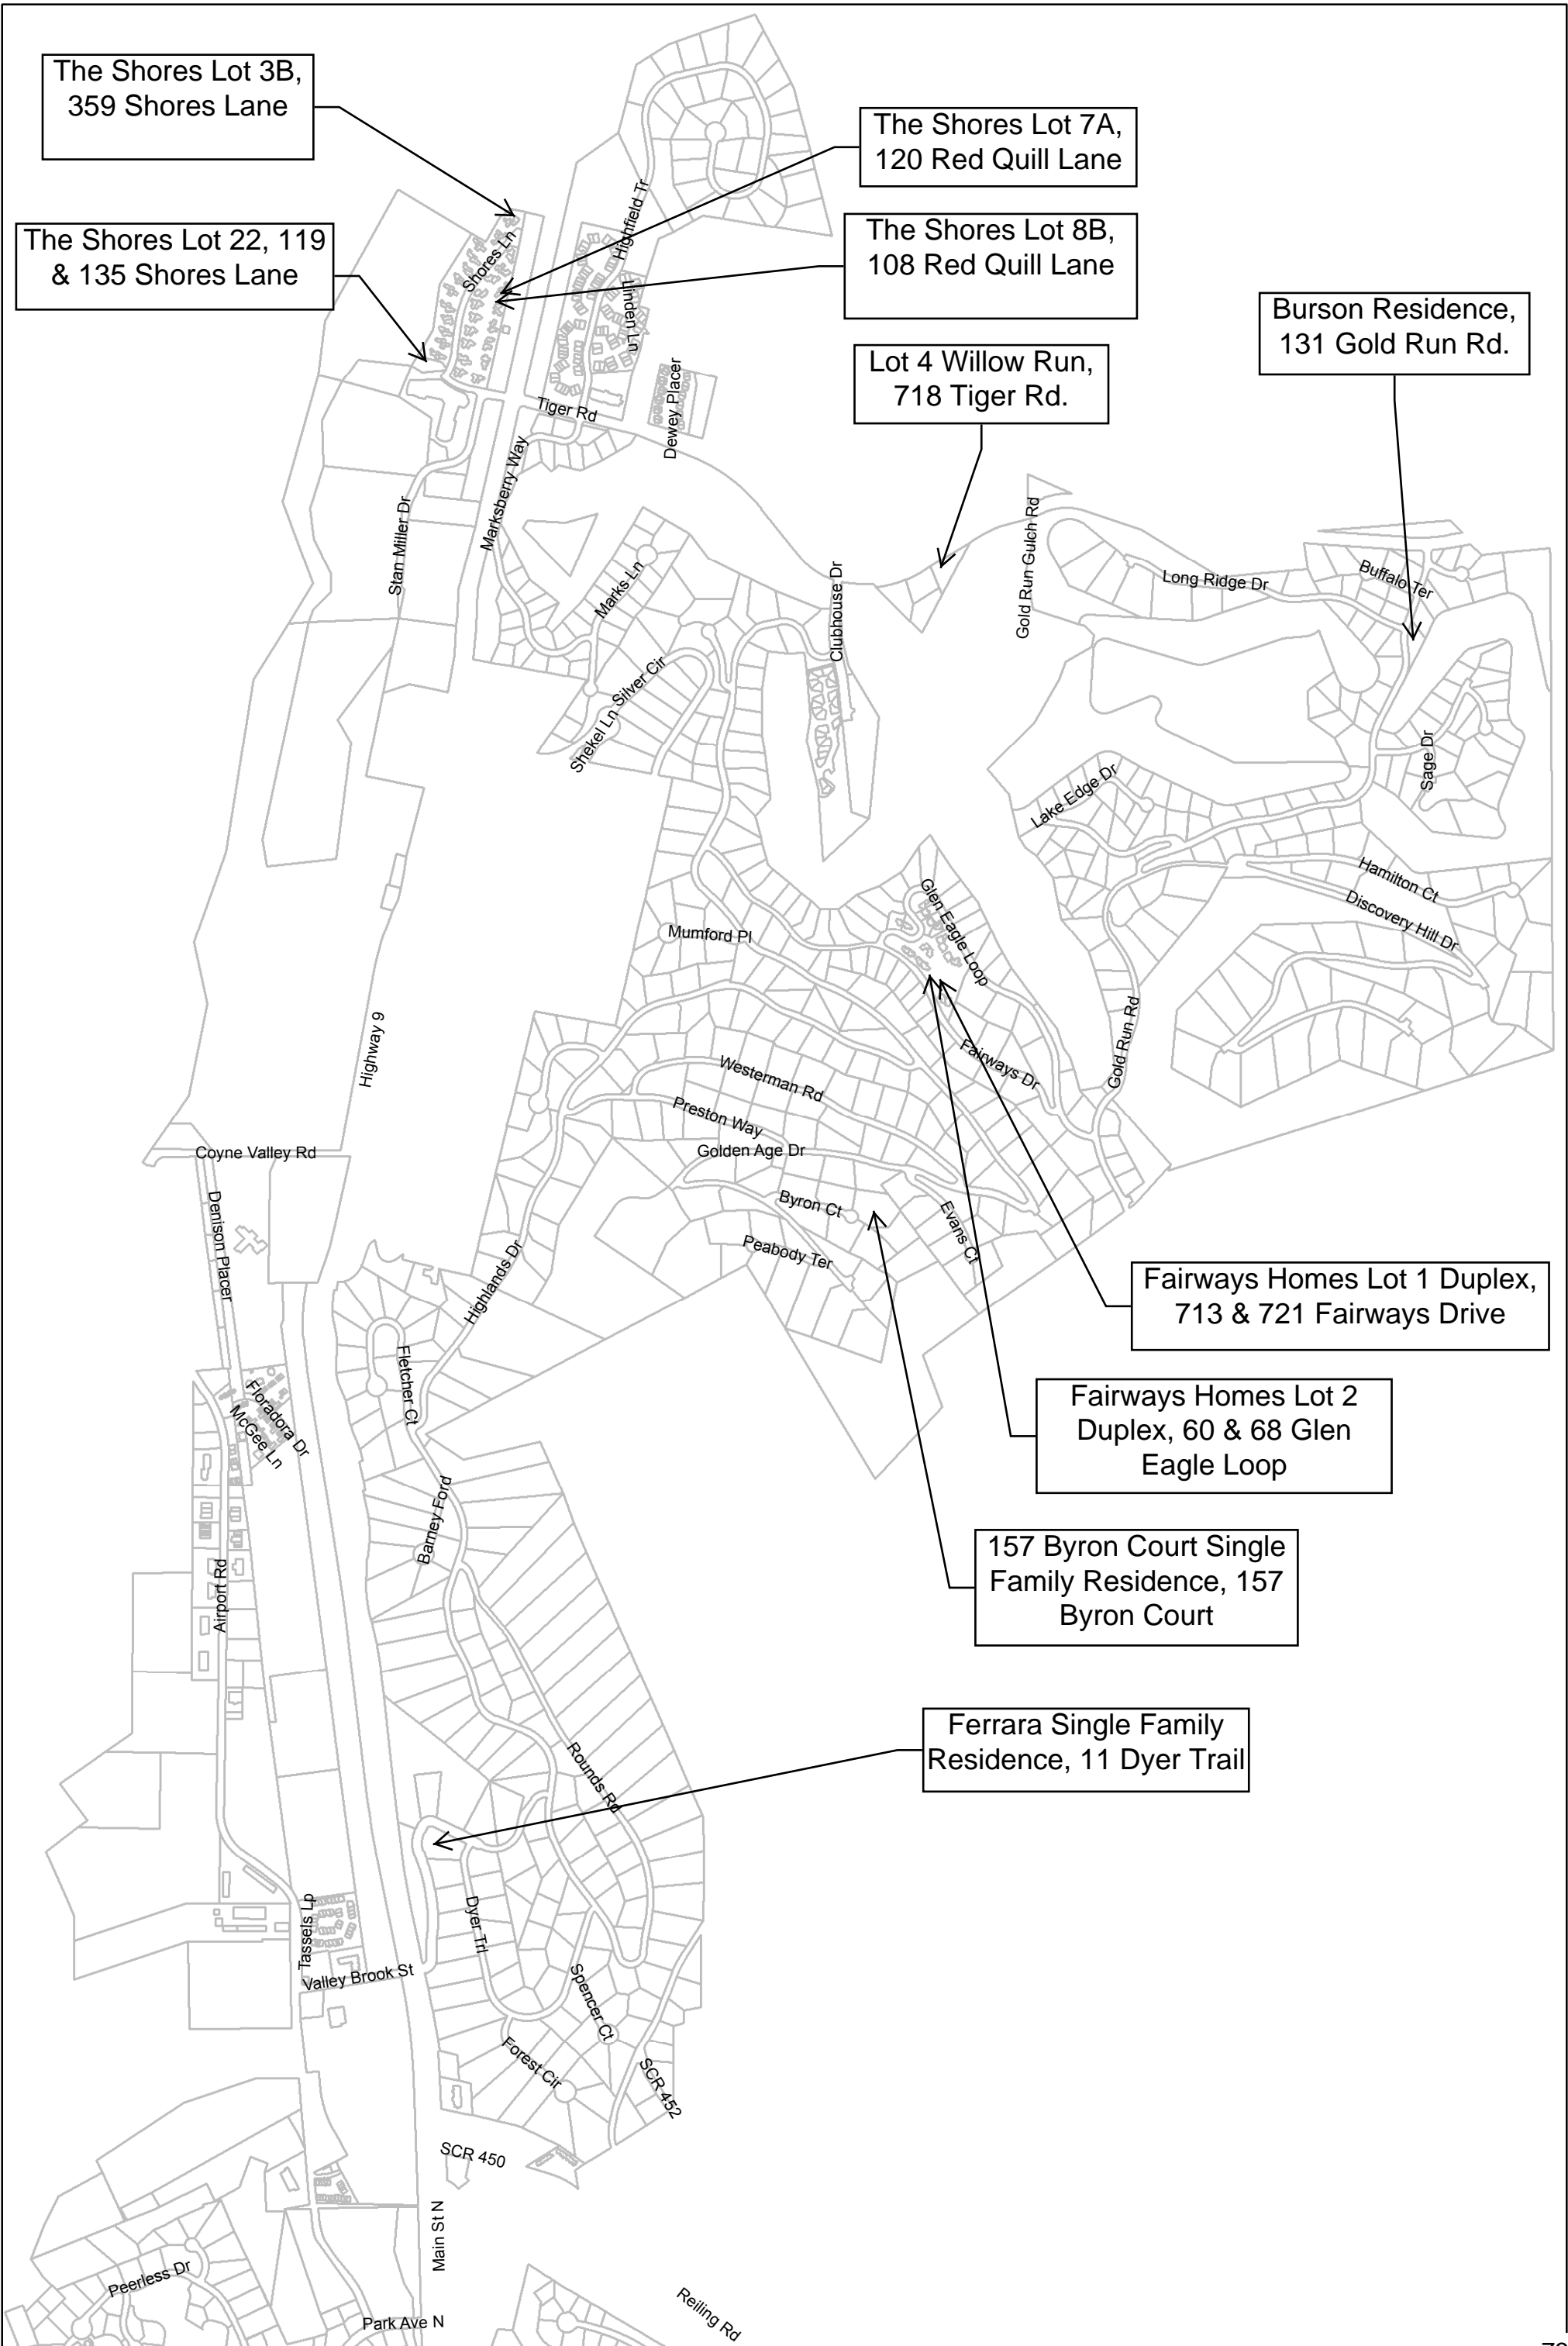 The Shores Lot 3B,
359 Shores Lane
The Shores Lot 7A,
120 Red Quill Lane
The Shores Lot 22, 119
& 135 Shores Lane
The Shores Lot 8B,
108 Red Quill Lane
Burson Residence,
131 Gold Run Rd.
Lot 4 Willow Run,
718 Tiger Rd.
Highfield Tr
Shores Ln
Linden Ln
Dewey Placer
Tiger Rd
Marksberry Way
Stan Miller Dr
Marks Ln
Clubhouse Dr
Gold Run Gulch Rd
Long Ridge Dr
Buffalo Ter
Silver Cir
Shekel Ln
Sage Dr
Lake Edge Dr
Hamilton Ct
Discovery Hill Dr
Glen Eagle Loop
Mumford Pl
Highway 9
Gold Run Rd
Fairways Dr
Westerman Rd
Preston Way
Golden Age Dr
Coyne Valley Rd
Denison Placer
Byron Ct
Evans Ct
Peabody Ter
Highlands Dr
Fairways Homes Lot 1 Duplex,
713 & 721 Fairways Drive
Fletcher Ct
Floradora Dr
McGee Ln
Fairways Homes Lot 2
Duplex, 60 & 68 Glen
Eagle Loop
Barney Ford
Airport Rd
157 Byron Court Single
Family Residence, 157
Byron Court
Ferrara Single Family
Residence, 11 Dyer Trail
Rounds Rd
Dyer Trl
Tassels Lp
Valley Brook St
Spencer Ct
Forest Cir
SCR 452
SCR 450
Main St N
Peerless Dr
Park Ave N
Reiling Rd